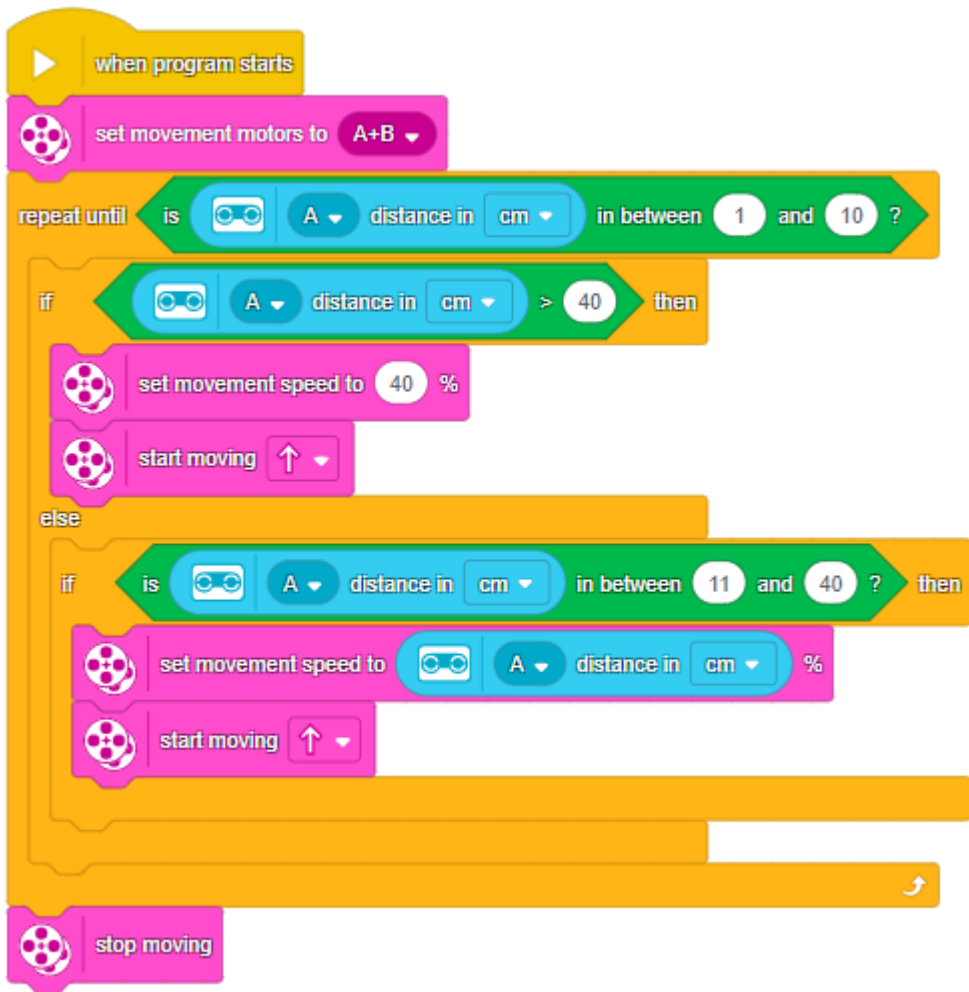 when program starts
set movement motors to A+B
repeat until is A distance in cm in between 1 and 10 ?
if A distance in cm > 40 then
set movement speed to 40 %
start moving ↑
else
if is A distance in cm in between 11 and 40 ? then
set movement speed to A distance in cm %
start moving ↑
stop moving